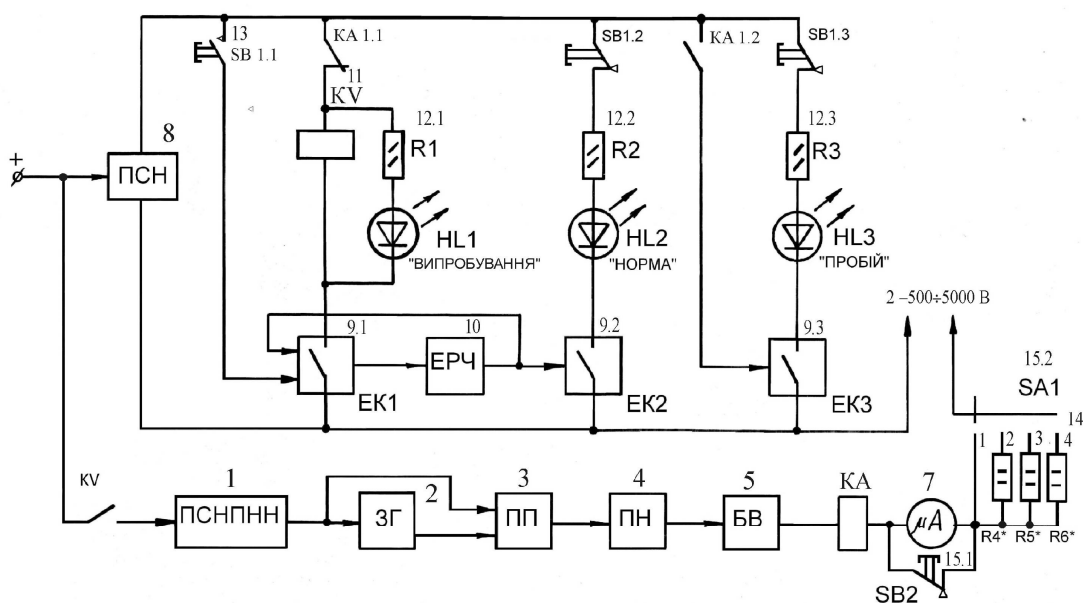 13
SB 1.1
KA 1.1
11
KV
SB1.2
KA 1.2
SB1.3
8
12.1
12.2
12.3
R1
R2
R3
+
ПСН
HL1
"ВИПРОБУВАННЯ"
HL2
"НОРМА"
HL3
"ПРОБІЙ"
2 –500÷5000 В
9.1
10
9.2
9.3
ЕРЧ
ЕК1
ЕК2
ЕК3
15.2
SA1
14
1
2
3
4
KV
1
2
3
4
5
KA
7
ПСНПНН
ЗГ
ПП
ПН
БВ
μA
R4*
R5*
R6*
15.1
SB2